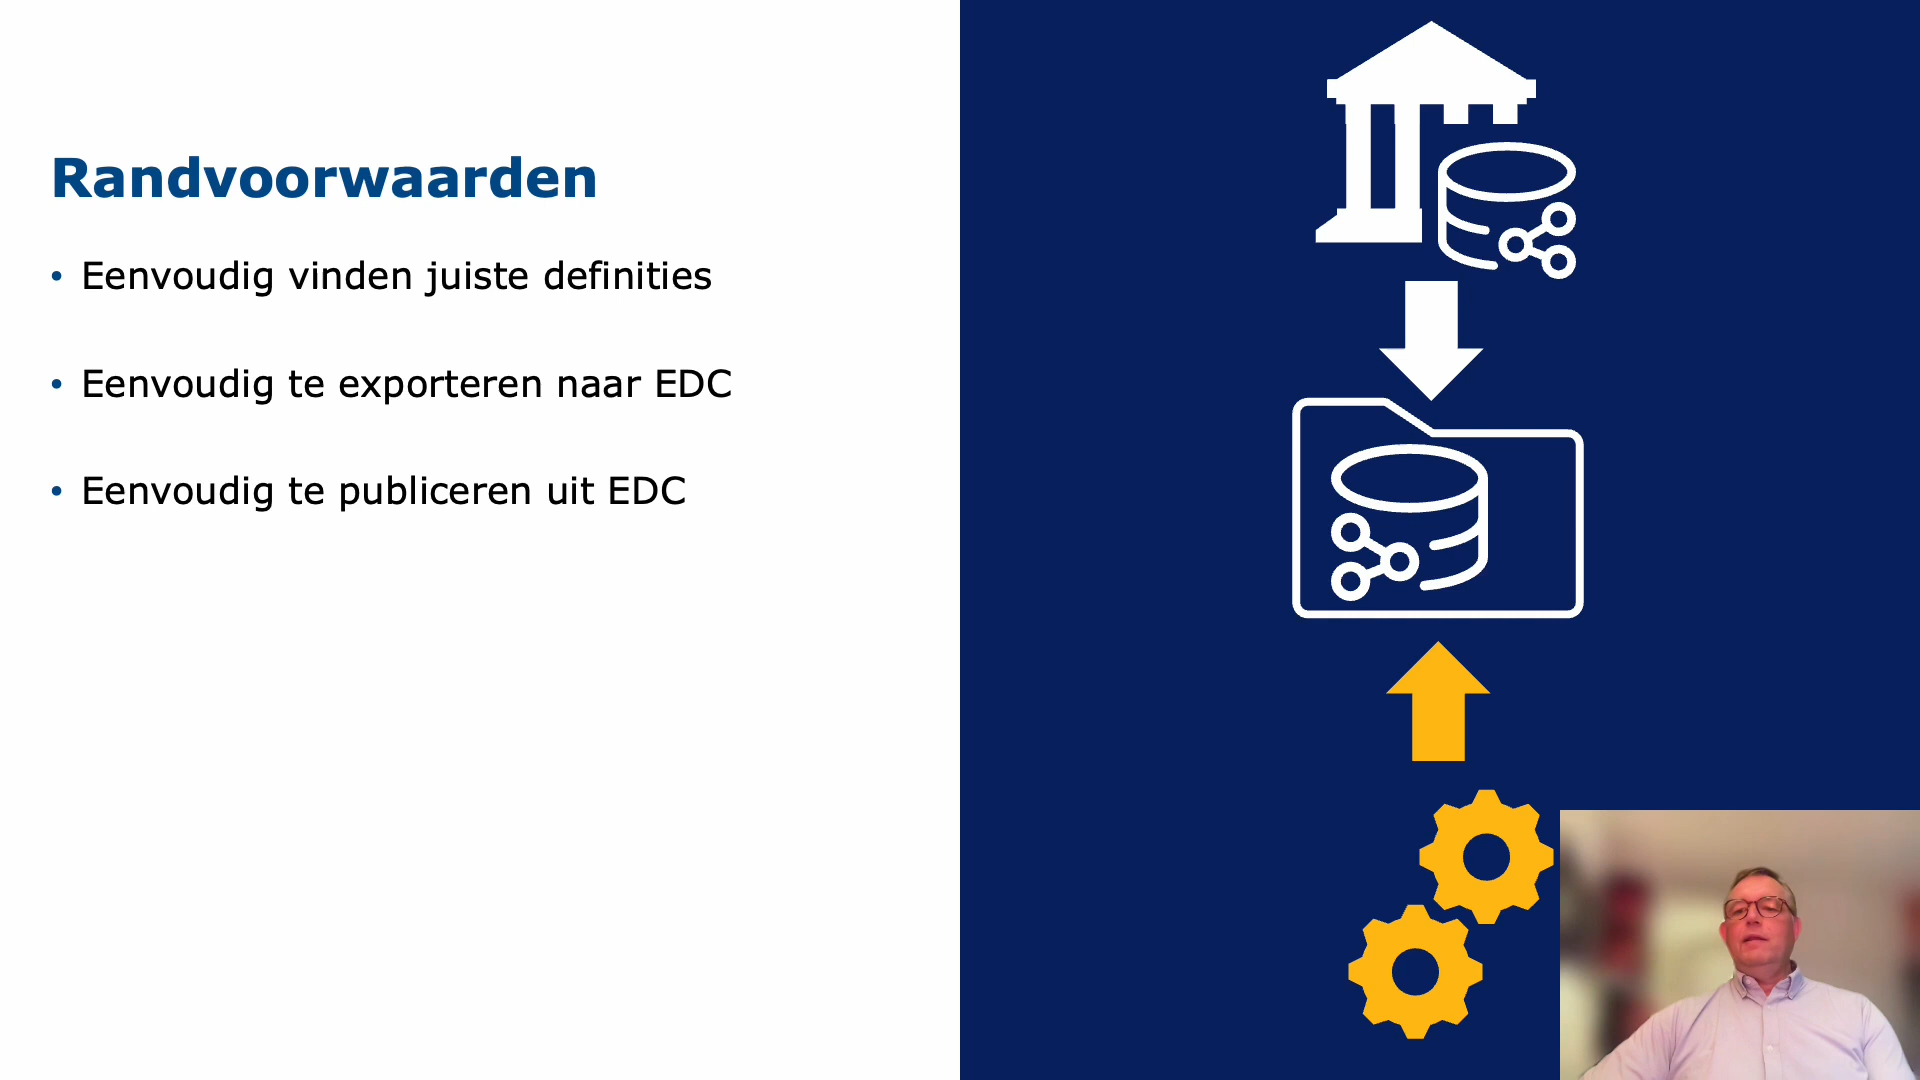 Randvoorwaarden
• Eenvoudig vinden juiste definities
• Eenvoudig te exporteren naar EDC
• Eenvoudig te publiceren uit EDC